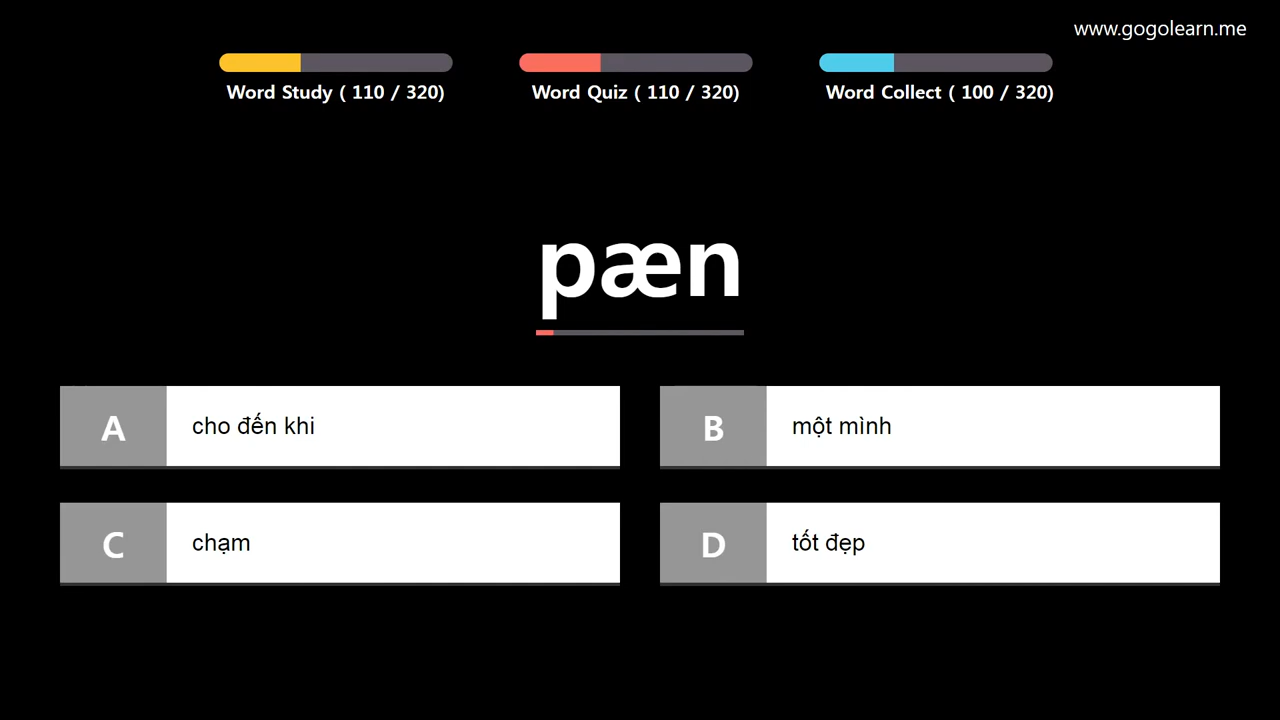 www.gogolearn.me
Word Study ( 110 / 320)
Word Quiz ( 110 / 320)
Word Collect ( 100 / 320)
pæn
A cho đến khi
B một mình
C chạm
D tốt đẹp